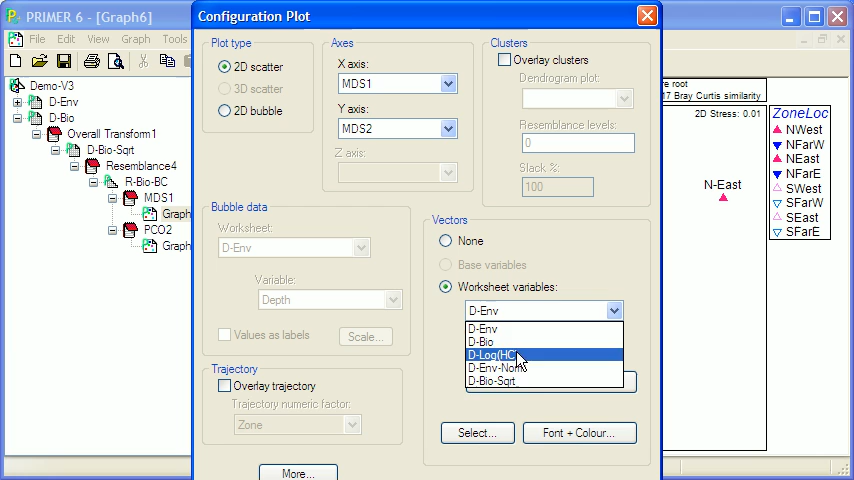 PRIMER 6 - [Graph6]
File Edit View Graph Tools
Demo-V3
D-Env
D-Bio
Overall Transform1
D-Bio-Sqrt
Resemblance4
R-Bio-BC
MDS1
Graph
PCO2
Graph
Configuration Plot
Plot type
2D scatter
3D scatter
2D bubble
Axes
X axis:
MDS1
Y axis:
MDS2
Z axis:
Clusters
Overlay clusters
Dendrogram plot:
Resemblance levels:
0
Slack %:
100
Bubble data
Worksheet:
D-Env
Variable:
Depth
Values as labels
Scale...
Trajectory
Overlay trajectory
Trajectory numeric factor:
Zone
More...
Vectors
None
Base variables
Worksheet variables:
D-Env
D-Env
D-Bio
D-Log(HC)
D-Env-Norm
D-Bio-Sqrt
Select...
Font + Colour...
re root
17 Bray Curtis similarity
2D Stress: 0.01
N-East
ZoneLoc
NWest
NFarW
NEast
NFarE
SWest
SFarW
SEast
SFarE